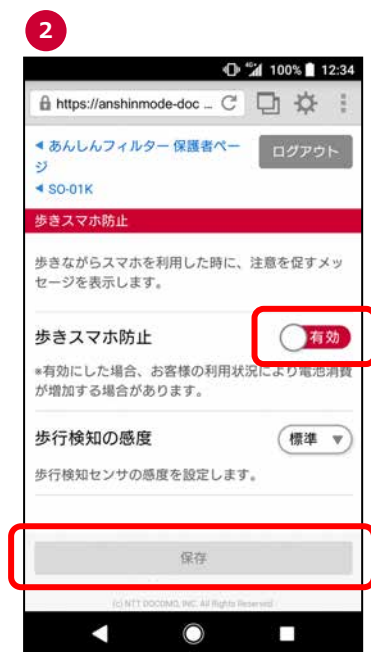 2
4G 100% 12:34
https://anshinmode-doc ...
あんしんフィルター 保護者ペー
ジ
ログアウト
SO-01K
歩きスマホ防止
歩きながらスマホを利用した時に、注意を促すメッ
セージを表示します。
歩きスマホ防止
有効
※有効にした場合、お客様の利用状況により電池消費
が増加する場合があります。
歩行検知の感度
標準
歩行検知センサの感度を設定します。
保存
(c) NTT DOCOMO, INC. All Rights Reserved.